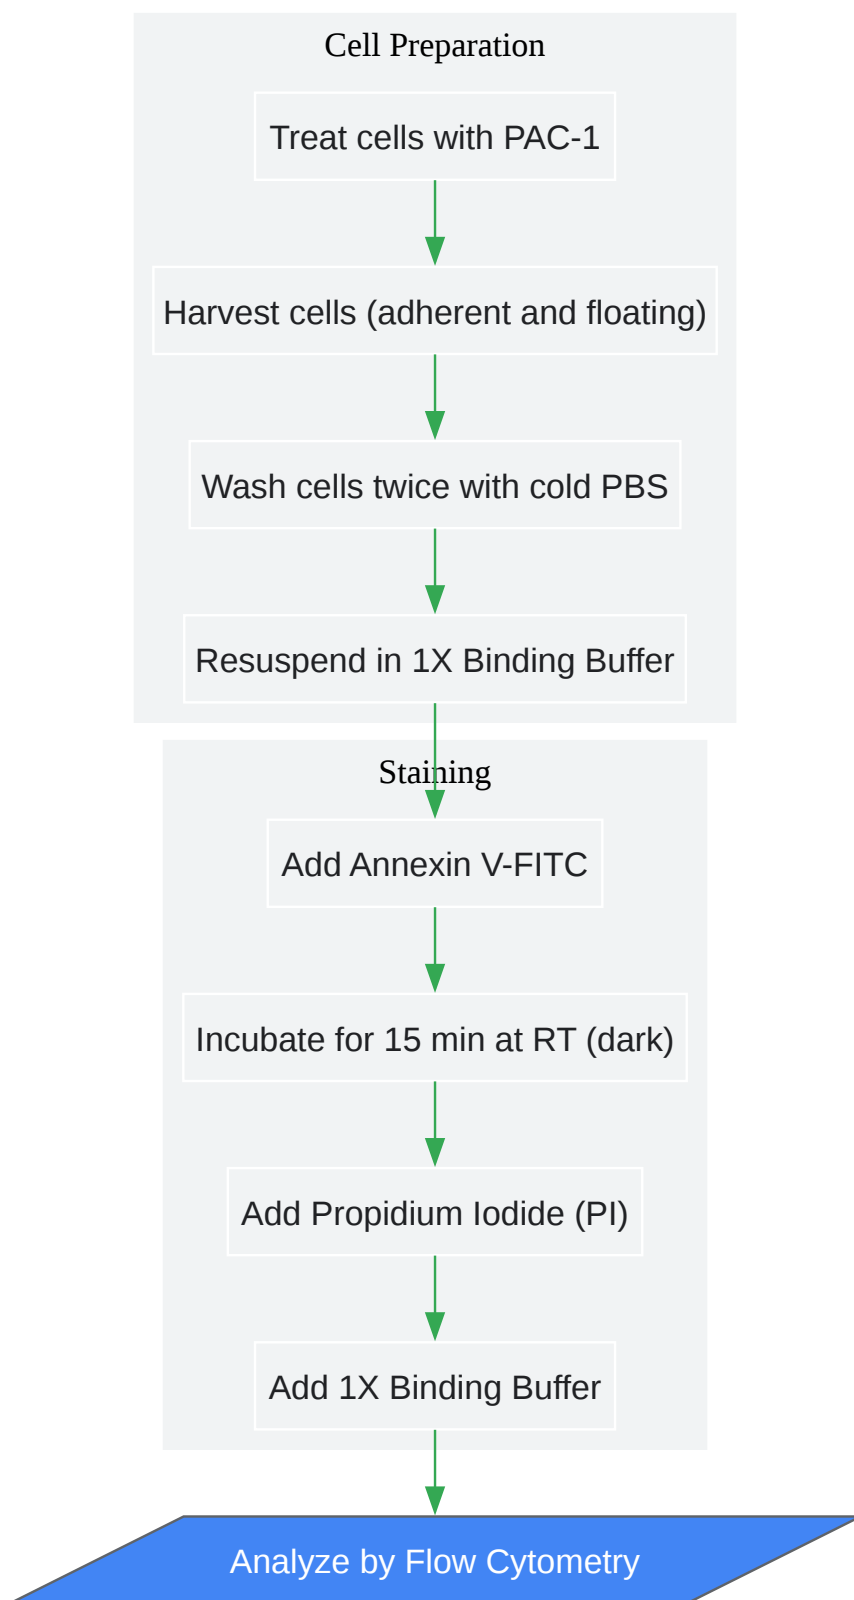 Cell Preparation
Treat cells with PAC-1
Harvest cells (adherent and floating)
Wash cells twice with cold PBS
Resuspend in 1X Binding Buffer
Staining
Add Annexin V-FITC
Incubate for 15 min at RT (dark)
Add Propidium Iodide (PI)
Add 1X Binding Buffer
Analyze by Flow Cytometry